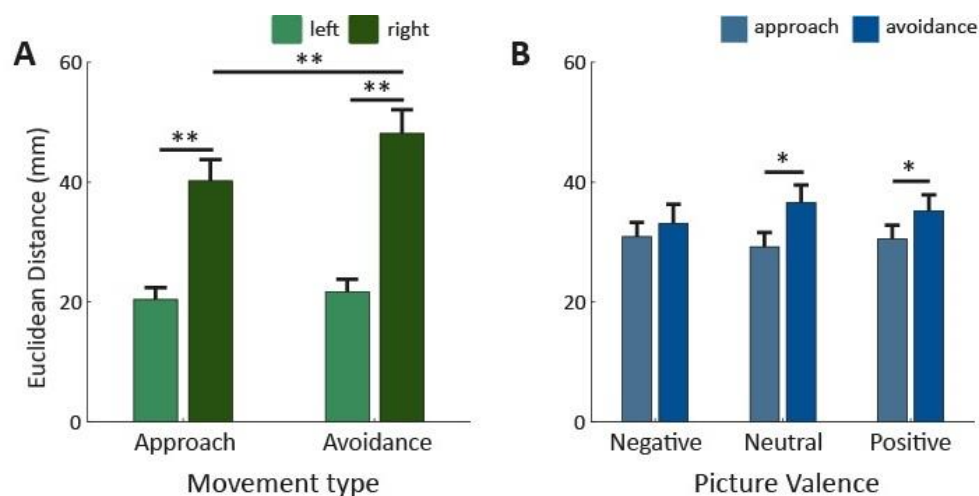 left right
A
**
**
**
60
40
20
0
Euclidean Distance (mm)
Approach Avoidance
Movement type
approach avoidance
B
*
*
60
40
20
0
Negative Neutral Positive
Picture Valence